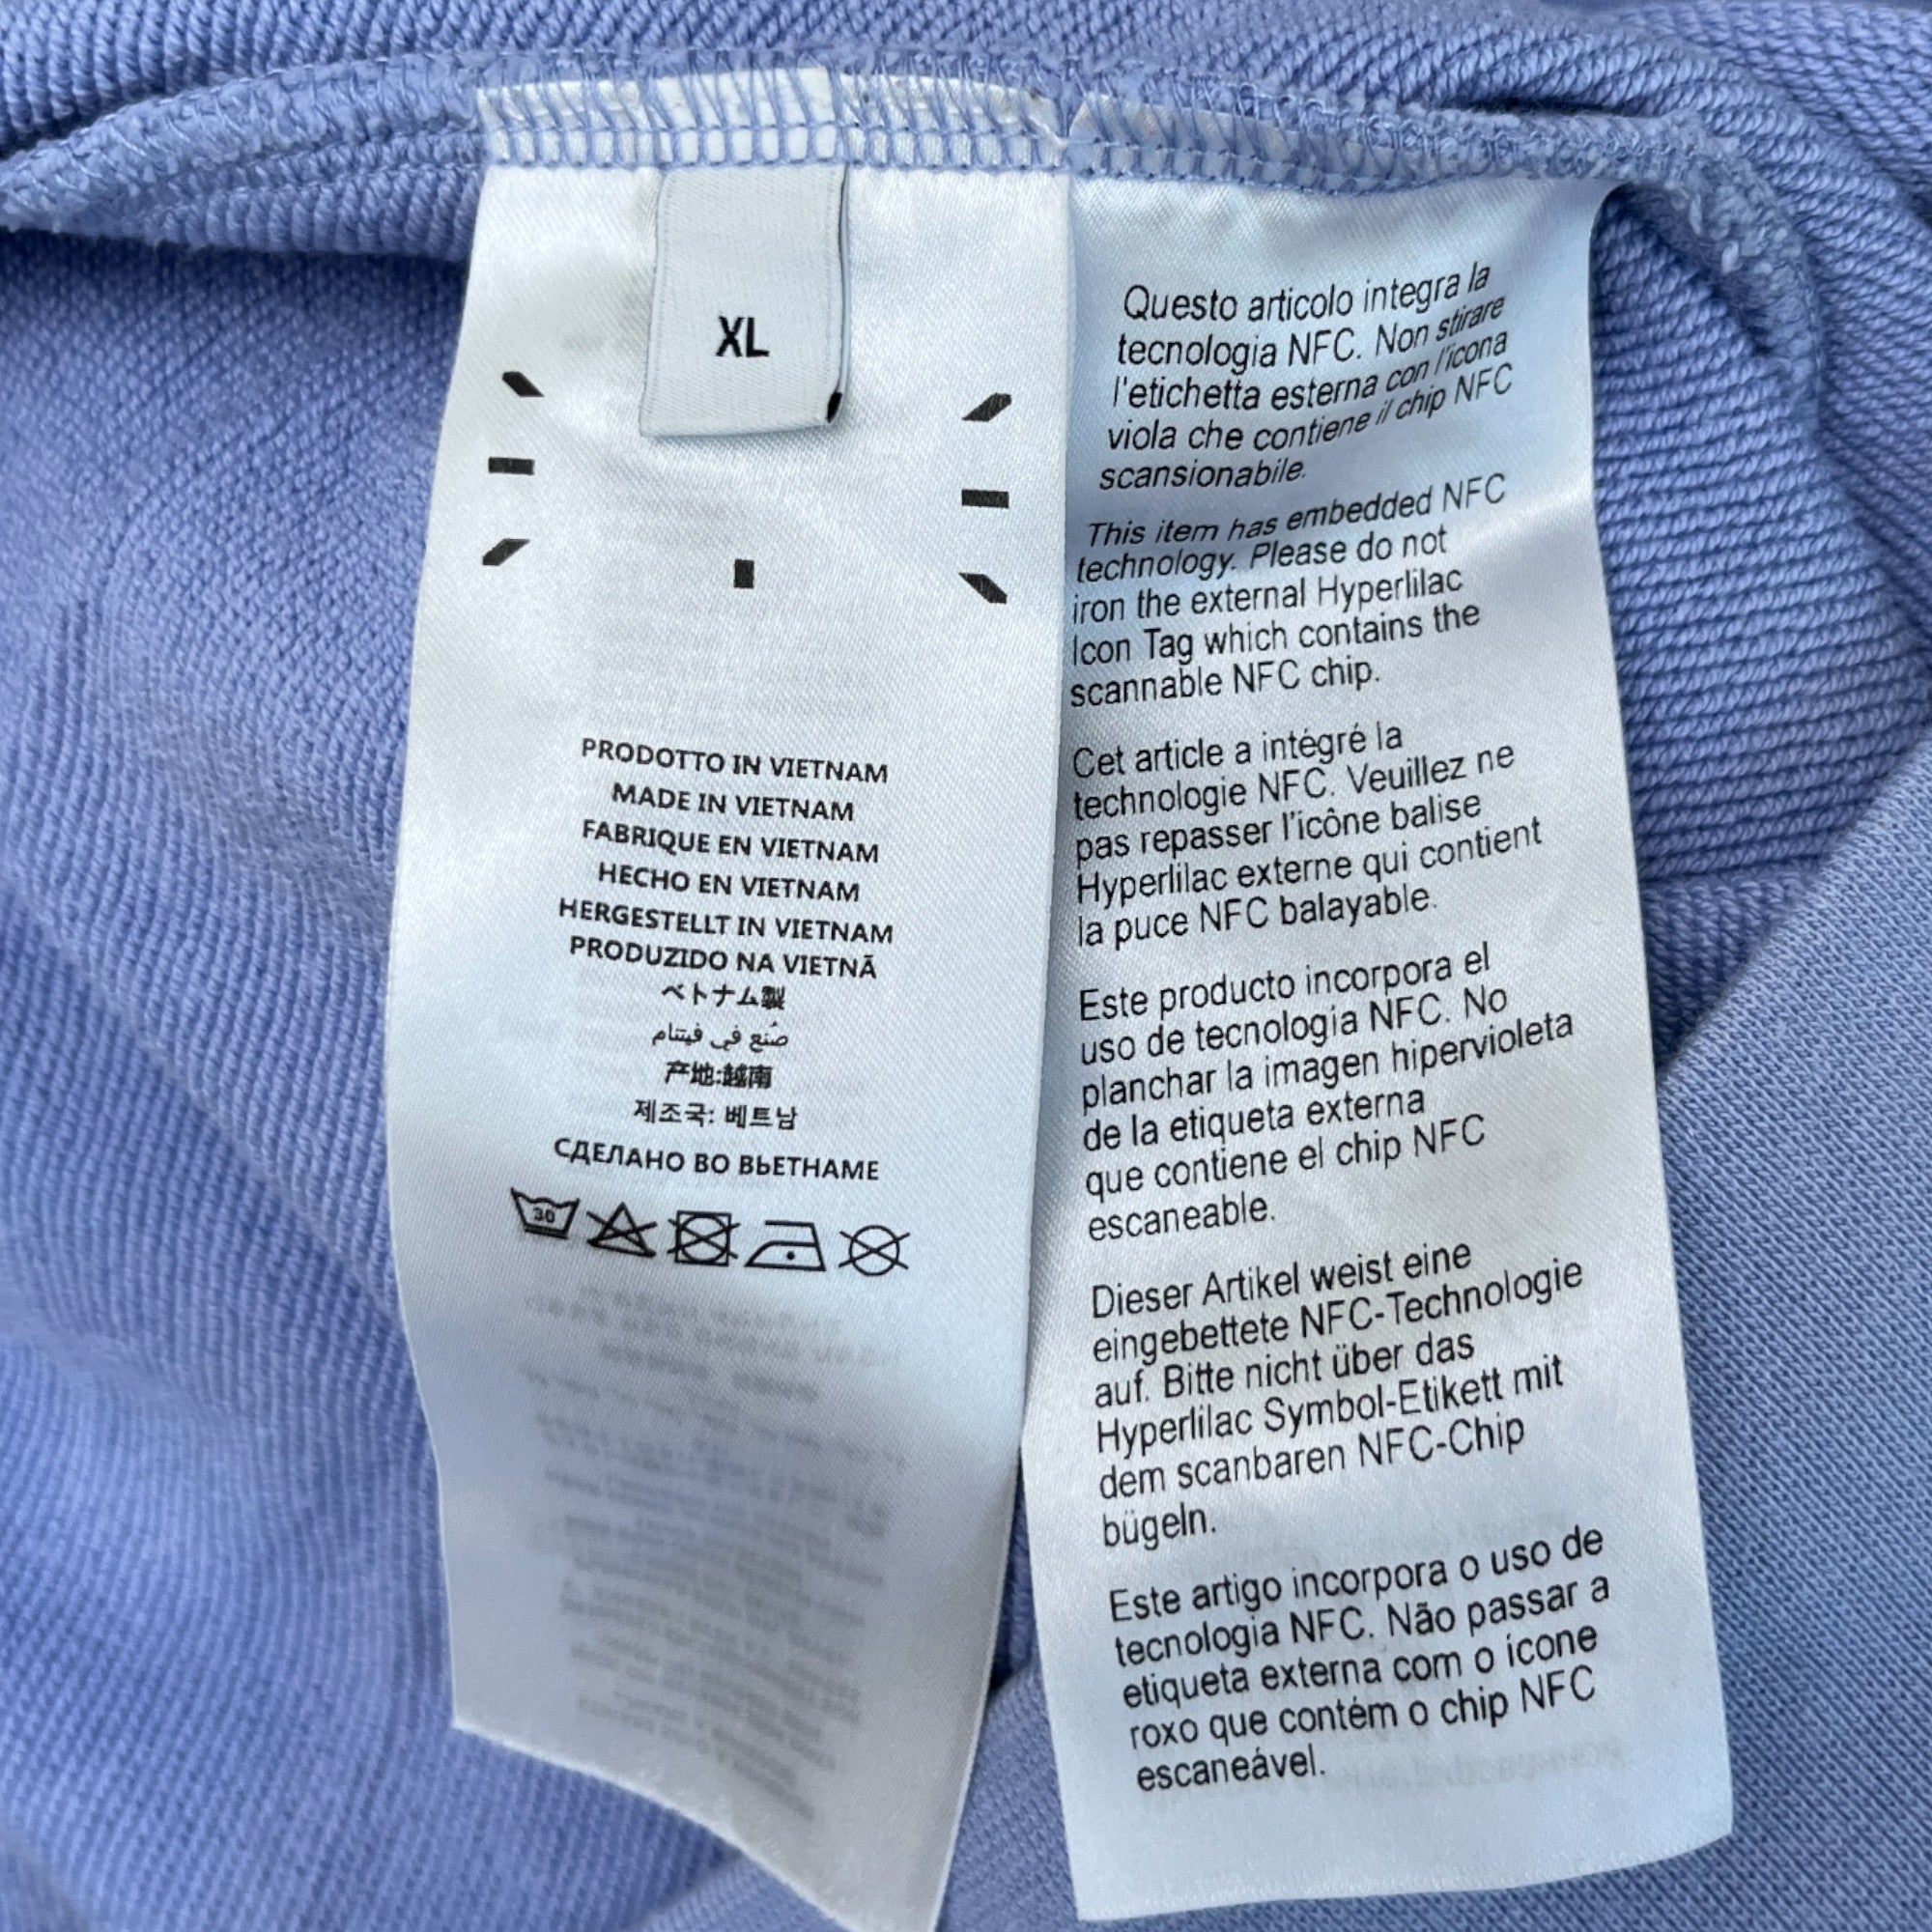 XL
PRODOTTO IN VIETNAM
MADE IN VIETNAM
FABRIQUE EN VIETNAM
HECHO EN VIETNAM
HERGESTELLT IN VIETNAM
PRODUZIDO NA VIETNÃ
ベトナム製
صُنع في فيتنام
产地:越南
제조국: 베트남
СДЕЛАНО ВО ВЬЕТНАМЕ
30
Questo articolo integra la
tecnologia NFC. Non stirare
l'etichetta esterna con l'icona
viola che contiene il chip NFC
scansionabile.
This item has embedded NFC
technology. Please do not
iron the external Hyperlilac
Icon Tag which contains the
scannable NFC chip.
Cet article a intégré la
technologie NFC. Veuillez ne
pas repasser l'icône balise
Hyperlilac externe qui contient
la puce NFC balayable.
Este producto incorpora el
uso de tecnología NFC. No
planchar la imagen hipervioleta
de la etiqueta externa
que contiene el chip NFC
escaneable.
Dieser Artikel weist eine
eingebettete NFC-Technologie
auf. Bitte nicht über das
Hyperlilac Symbol-Etikett mit
dem scanbaren NFC-Chip
bügeln.
Este artigo incorpora o uso de
tecnologia NFC. Não passar a
etiqueta externa com o ícone
roxo que contém o chip NFC
escaneável.